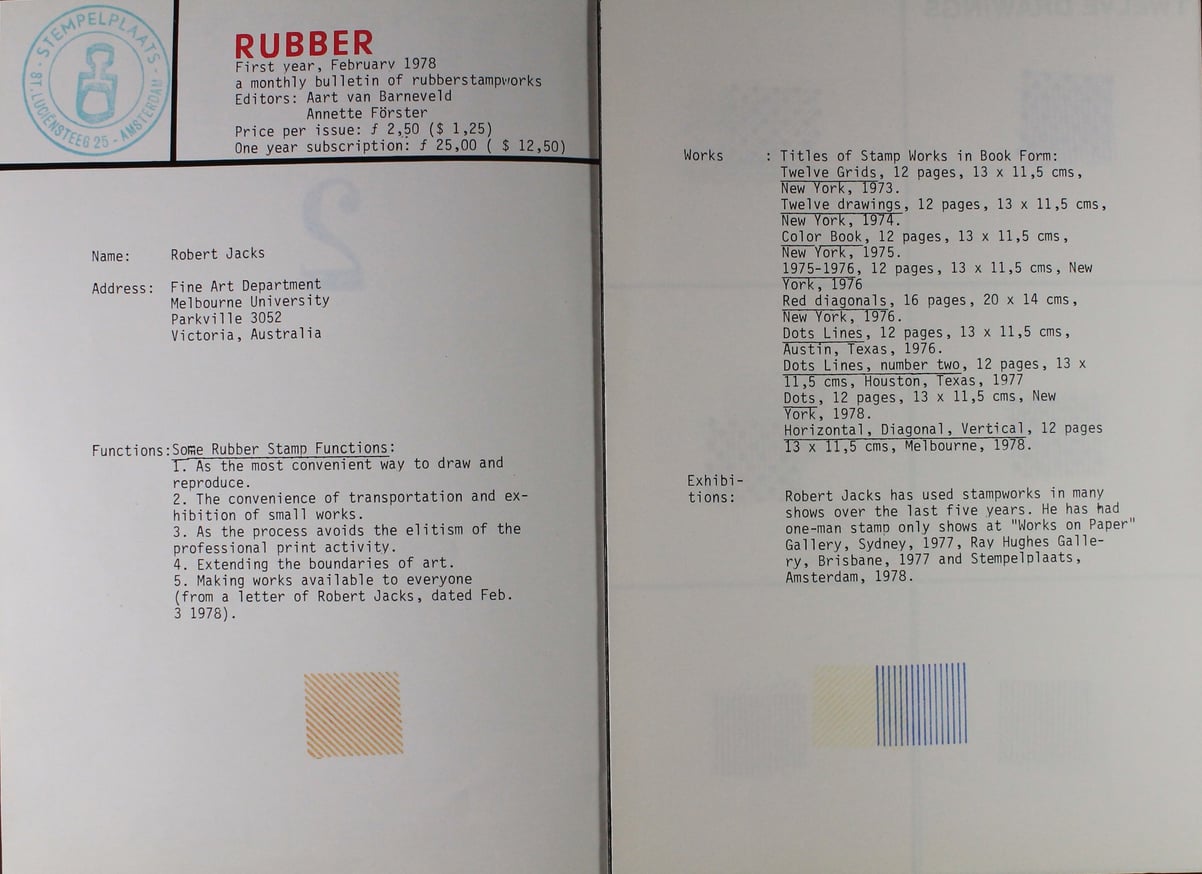 STEMPELPLAATS - ST. LUCIËNSTEEG 25 - AMSTERDAM -
RUBBER
First year, February 1978
a monthly bulletin of rubberstampworks
Editors: Aart van Barneveld
Annette Förster
Price per issue: ƒ 2,50 ($ 1,25)
One year subscription: ƒ 25,00 ( $ 12,50)
2
Name: Robert Jacks
Address: Fine Art Department
Melbourne University
Parkville 3052
Victoria, Australia
Functions: Some Rubber Stamp Functions:
1. As the most convenient way to draw and
reproduce.
2. The convenience of transportation and ex-
hibition of small works.
3. As the process avoids the elitism of the
professional print activity.
4. Extending the boundaries of art.
5. Making works available to everyone
(from a letter of Robert Jacks, dated Feb.
3 1978).
TWELVE DRAWINGS
Works : Titles of Stamp Works in Book Form:
Twelve Grids, 12 pages, 13 x 11,5 cms,
New York, 1973.
Twelve drawings, 12 pages, 13 x 11,5 cms,
New York, 1974.
Color Book, 12 pages, 13 x 11,5 cms,
New York, 1975.
1975-1976, 12 pages, 13 x 11,5 cms, New
York, 1976
Red diagonals, 16 pages, 20 x 14 cms,
New York, 1976.
Dots Lines, 12 pages, 13 x 11,5 cms,
Austin, Texas, 1976.
Dots Lines, number two, 12 pages, 13 x
11,5 cms, Houston, Texas, 1977
Dots, 12 pages, 13 x 11,5 cms, New
York, 1978.
Horizontal, Diagonal, Vertical, 12 pages
13 x 11,5 cms, Melbourne, 1978.
Exhibi-
tions: Robert Jacks has used stampworks in many
shows over the last five years. He has had
one-man stamp only shows at "Works on Paper"
Gallery, Sydney, 1977, Ray Hughes Galle-
ry, Brisbane, 1977 and Stempelplaats,
Amsterdam, 1978.